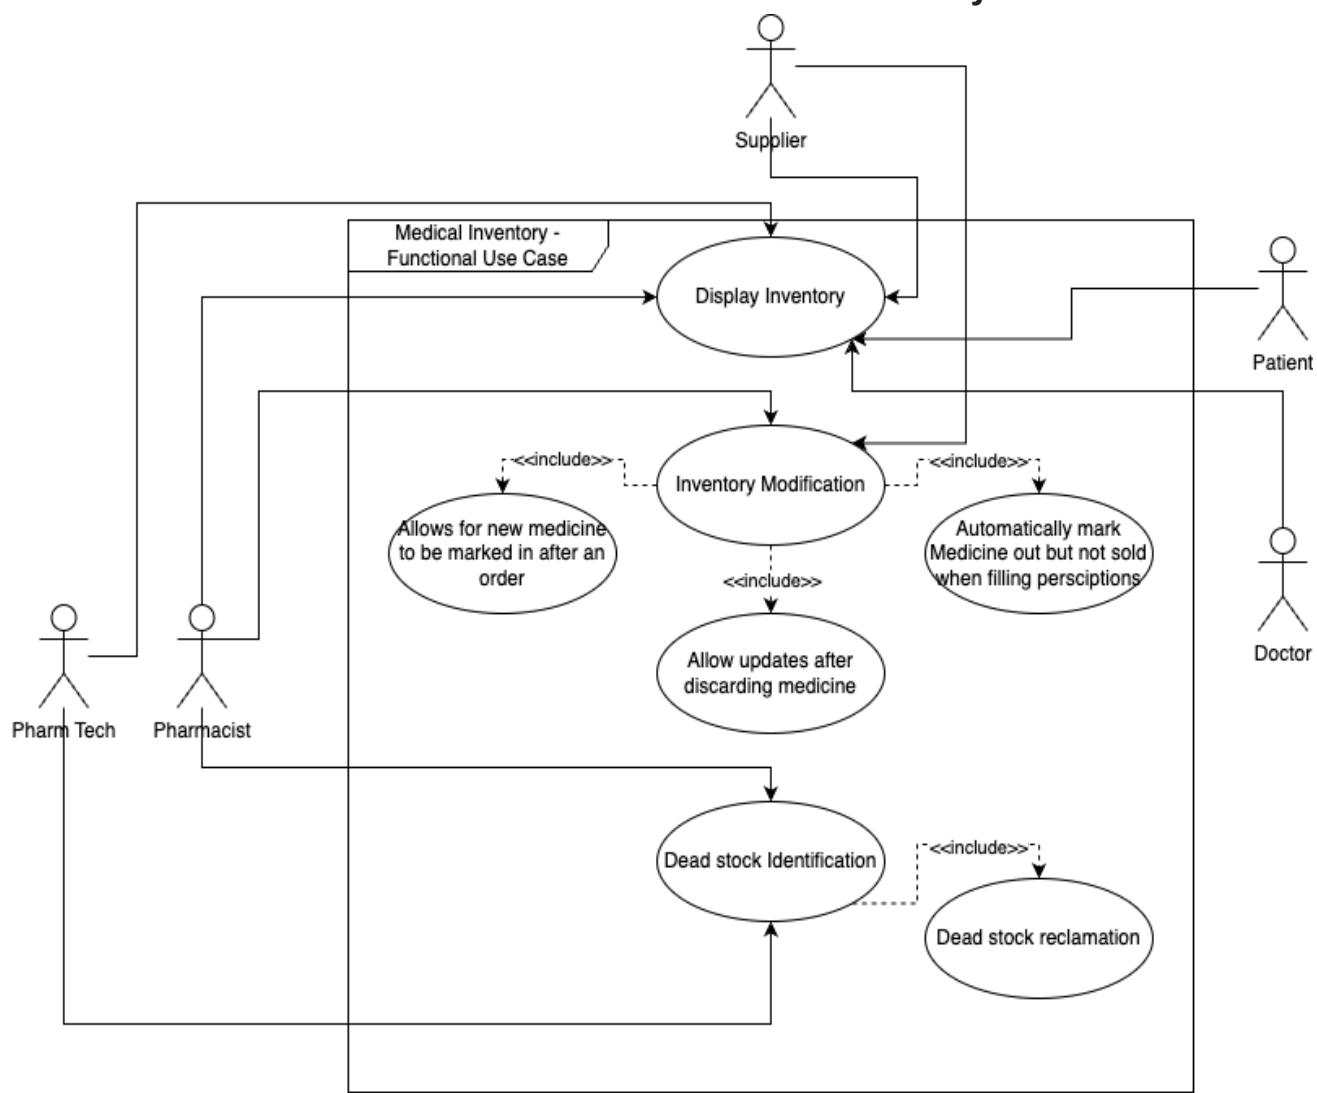 Supplier
Medical Inventory -
Functional Use Case
Display Inventory
Patient
<<include>>
Inventory Modification
<<include>>
Allows for new medicine
to be marked in after an
order
Automatically mark
Medicine out but not sold
when filling persciptions
<<include>>
Allow updates after
discarding medicine
Doctor
Pharm Tech
Pharmacist
Dead stock Identification
<<include>>
Dead stock reclamation